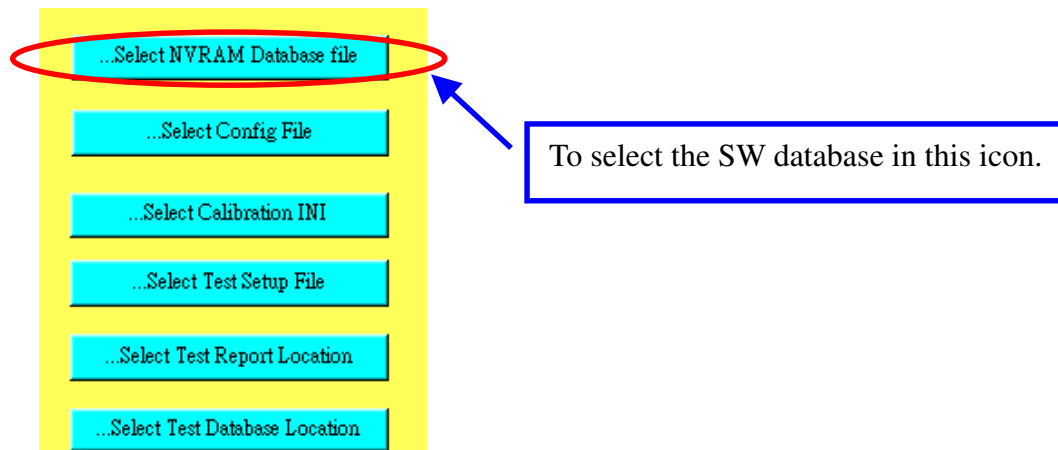 ...Select NVRAM Database file
...Select Config File
To select the SW database in this icon.
...Select Calibration INI
...Select Test Setup File
...Select Test Report Location
...Select Test Database Location